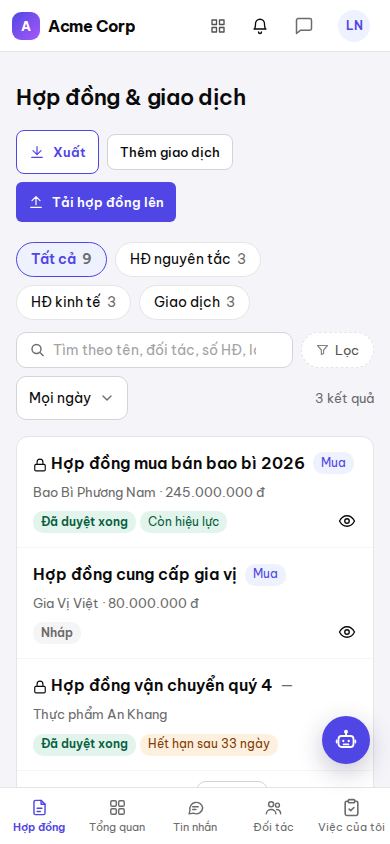 A Acme Corp LN
Hợp đồng & giao dịch
Xuất Thêm giao dịch
Tải hợp đồng lên
Tất cả 9 HĐ nguyên tắc 3
HĐ kinh tế 3 Giao dịch 3
Tìm theo tên, đối tác, số HĐ, Lọc
Mọi ngày 3 kết quả
Hợp đồng mua bán bao bì 2026 Mua
Bao Bì Phương Nam · 245.000.000 đ
Đã duyệt xong Còn hiệu lực
Hợp đồng cung cấp gia vị Mua
Gia Vị Việt · 80.000.000 đ
Nháp
Hợp đồng vận chuyển quý 4 —
Thực phẩm An Khang
Đã duyệt xong Hết hạn sau 33 ngày
Hợp đồng Tổng quan Tin nhắn Đối tác Việc của tôi